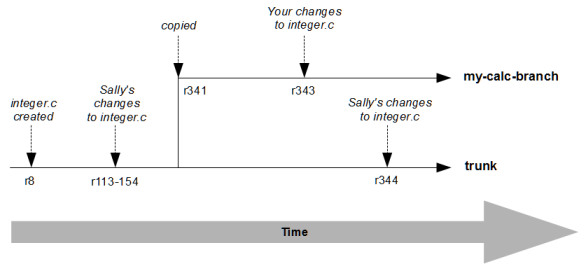 copied
Your changes
to integer.c
my-calc-branch
r341
r343
integer.c
created
Sally's
changes
to integer.c
Sally's changes
to integer.c
trunk
r8
r113-154
r344
Time